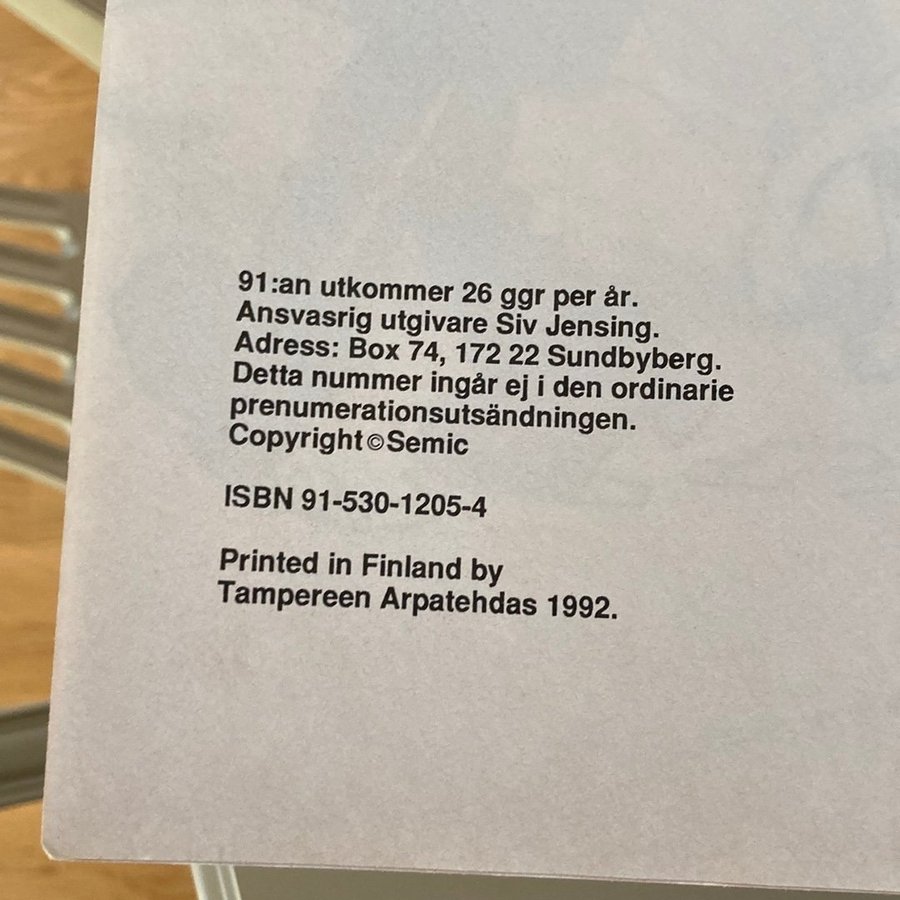 91:an utkommer 26 ggr per år.
Ansvasrig utgivare Siv Jensing.
Adress: Box 74, 172 22 Sundbyberg.
Detta nummer ingår ej i den ordinarie
prenumerationsutsändningen.
Copyright©Semic
ISBN 91-530-1205-4
Printed in Finland by
Tampereen Arpatehdas 1992.